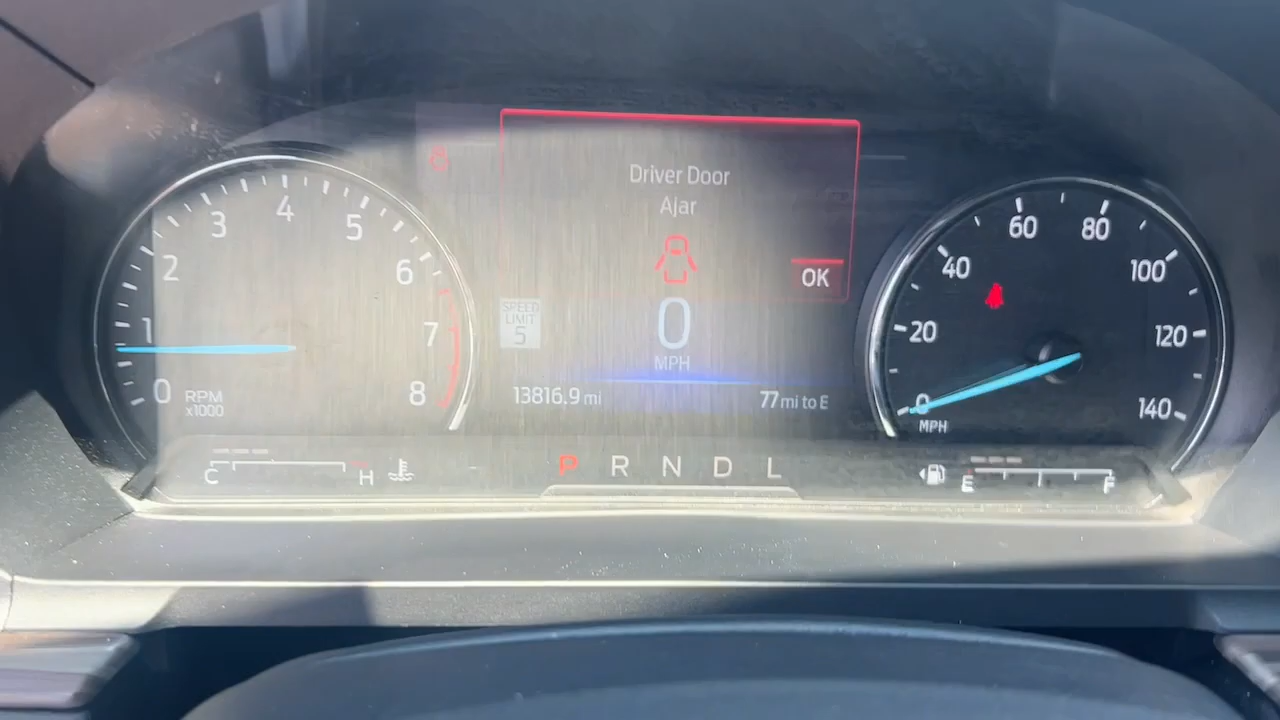 Driver Door
Ajar
OK
SPEED
LIMIT
5
0
MPH
13816.9 mi
77 mi to E
0
1
2
3
4
5
6
7
8
RPM
x1000
0
20
40
60
80
100
120
140
MPH
C
H
P R N D L
E
F